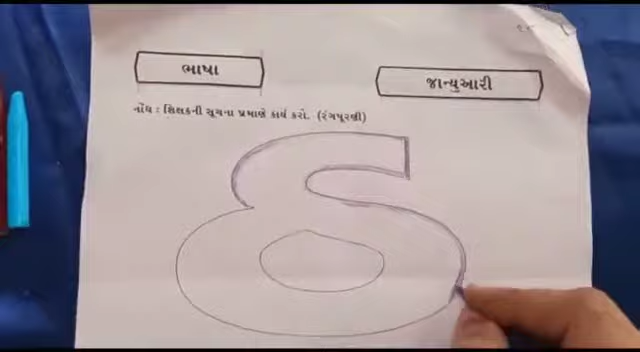 ભાષા
જાન્યુઆરી
નોંધ : શિક્ષકની સૂચના પ્રમાણે કાર્ય કરો. (રંગપૂરણી)
ઠ